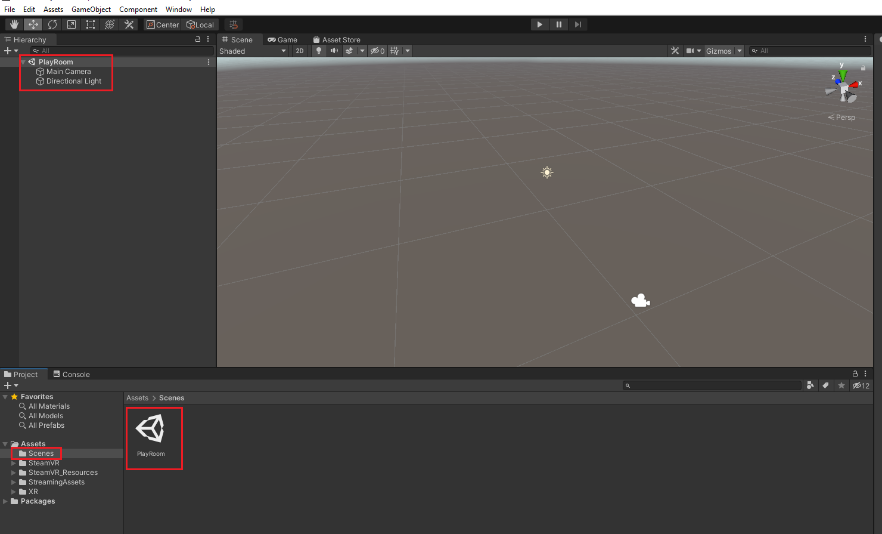 File Edit Assets GameObject Component Window Help
Center Local
Hierarchy
Scene Game Asset Store
All
Shaded 2D 0 Gizmos All
PlayRoom
Main Camera
Directional Light
y
z x
Persp
Project Console
12
Favorites
All Materials
All Models
All Prefabs
Assets > Scenes
PlayRoom
Assets
Scenes
SteamVR
SteamVR_Resources
StreamingAssets
XR
Packages